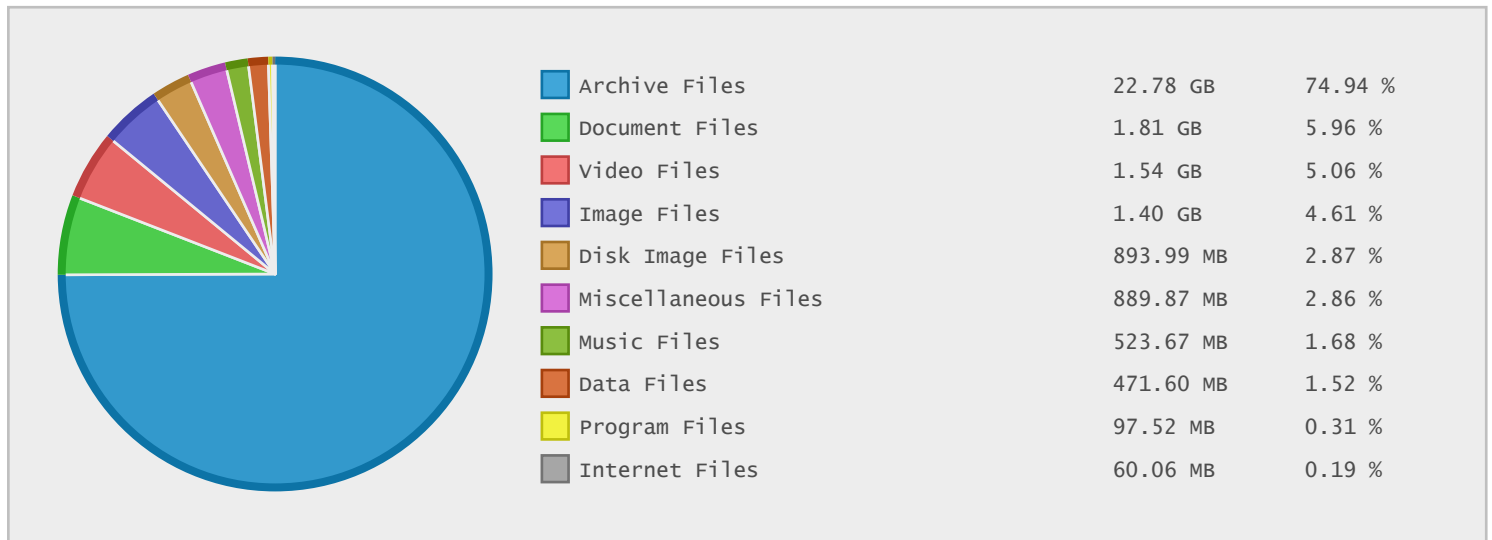 Archive Files 22.78 GB 74.94 %
Document Files 1.81 GB 5.96 %
Video Files 1.54 GB 5.06 %
Image Files 1.40 GB 4.61 %
Disk Image Files 893.99 MB 2.87 %
Miscellaneous Files 889.87 MB 2.86 %
Music Files 523.67 MB 1.68 %
Data Files 471.60 MB 1.52 %
Program Files 97.52 MB 0.31 %
Internet Files 60.06 MB 0.19 %